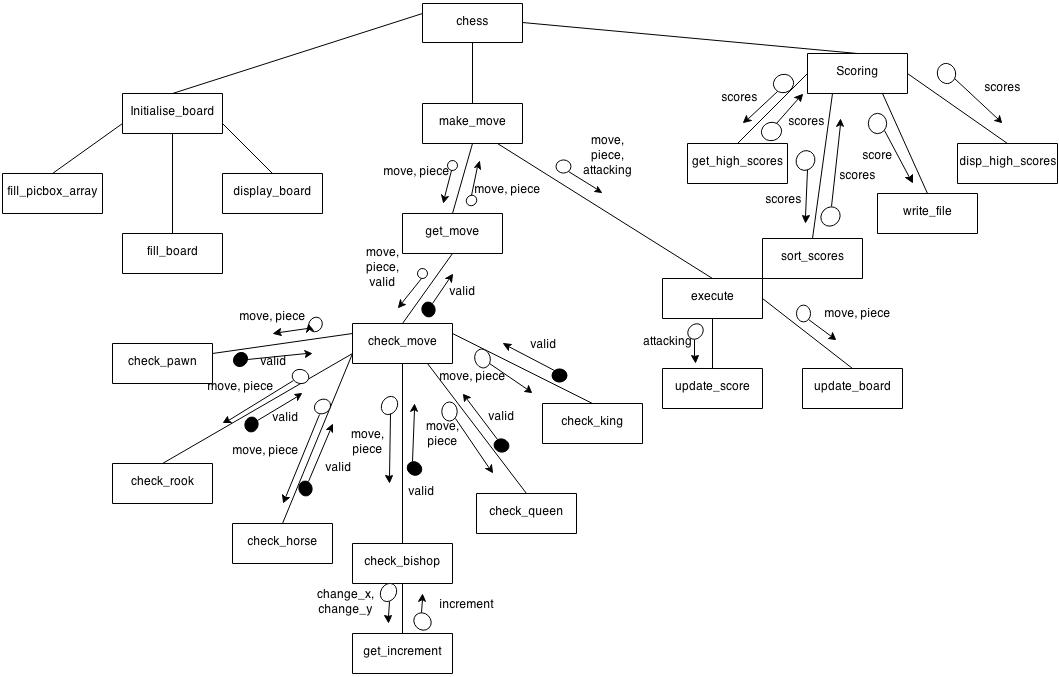 chess
Scoring
Initialise_board
make_move
scores
scores
scores
get_high_scores
disp_high_scores
score
scores
scores
write_file
sort_scores
fill_picbox_array
display_board
fill_board
move, piece
move, piece
move,
piece,
attacking
get_move
move,
piece,
valid
valid
execute
move, piece
attacking
update_score
update_board
check_move
move, piece
check_pawn
valid
move, piece
valid
check_rook
move, piece
valid
check_horse
move,
piece
valid
check_bishop
move,
piece
valid
check_queen
move, piece
valid
check_king
change_x,
change_y
increment
get_increment